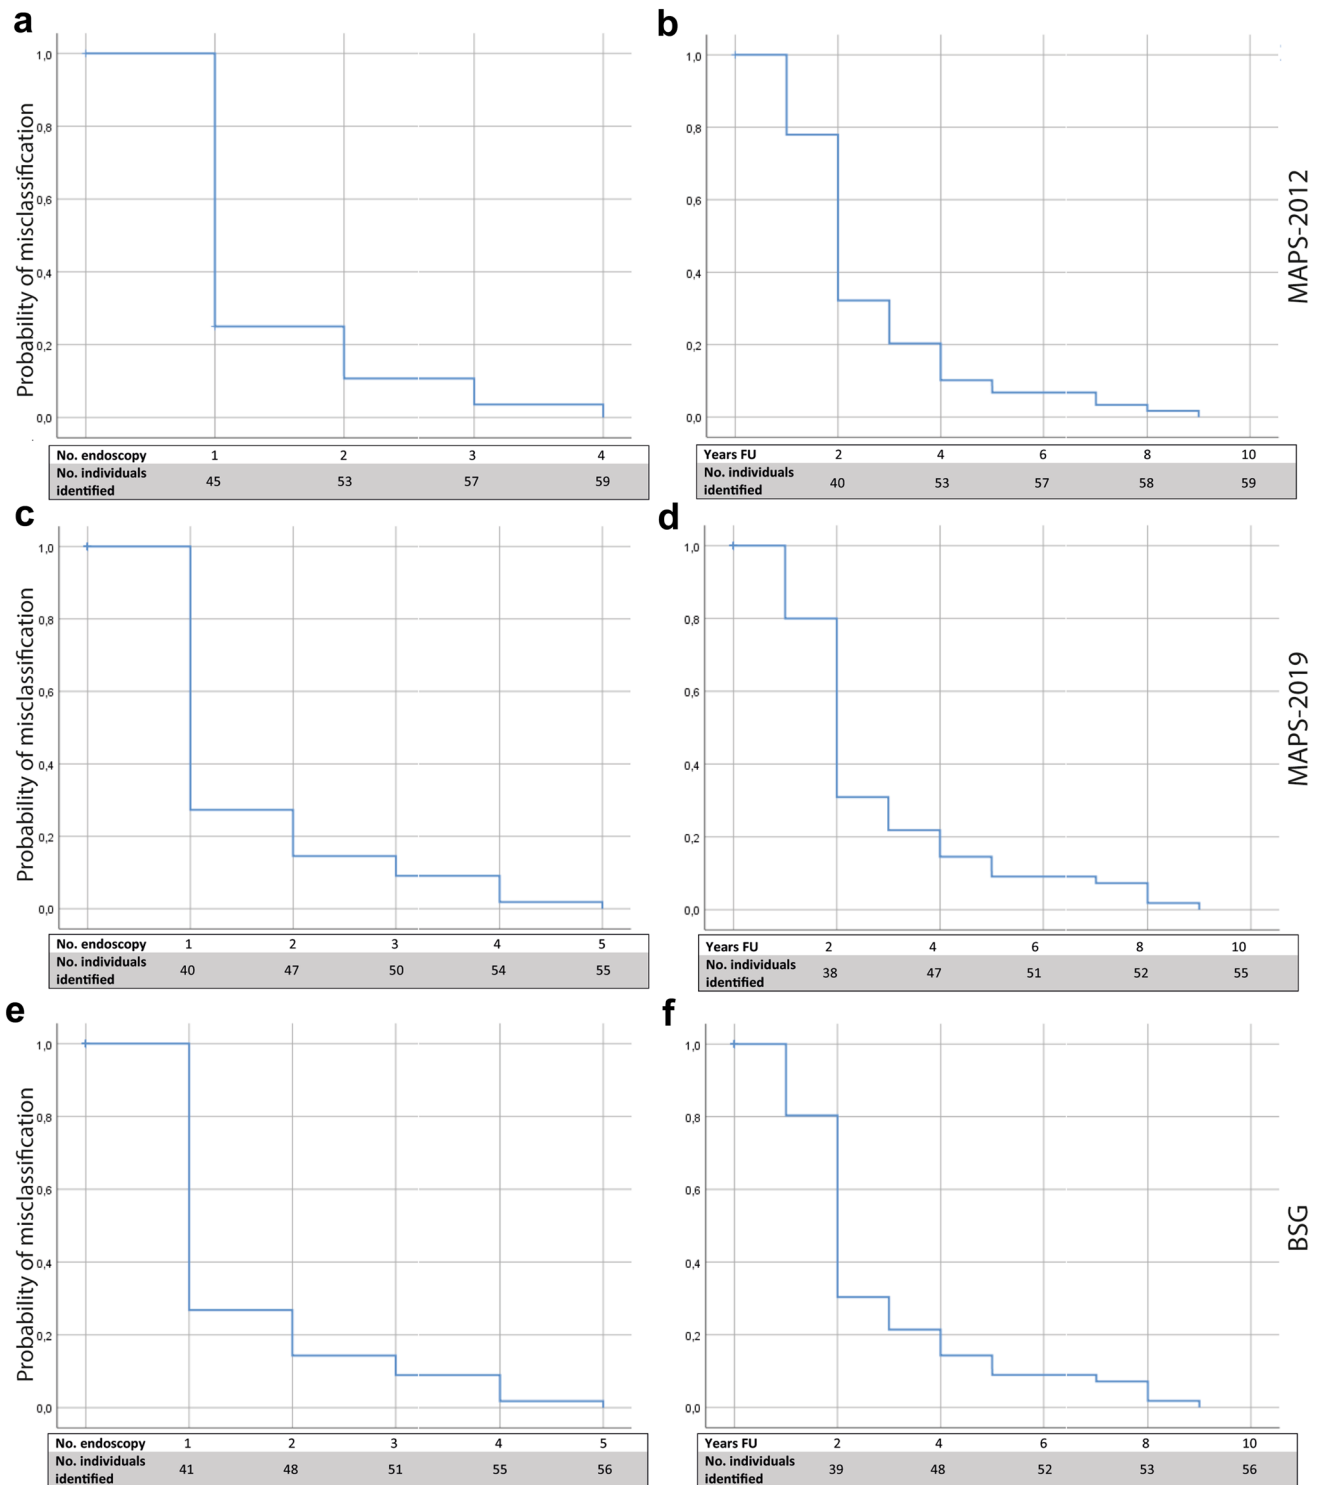 a
b
1,0
0,8
0,6
0,4
0,2
0,0
Probability of misclassification
No. endoscopy 1 2 3 4
No. individuals
identified 45 53 57 59
1,0
0,8
0,6
0,4
0,2
0,0
MAPS-2012
Years FU 2 4 6 8 10
No. individuals
identified 40 53 57 58 59
c
d
1,0
0,8
0,6
0,4
0,2
0,0
Probability of misclassification
No. endoscopy 1 2 3 4 5
No. individuals
identified 40 47 50 54 55
1,0
0,8
0,6
0,4
0,2
0,0
MAPS-2019
Years FU 2 4 6 8 10
No. individuals
identified 38 47 51 52 55
e
f
1,0
0,8
0,6
0,4
0,2
0,0
Probability of misclassification
No. endoscopy 1 2 3 4 5
No. individuals
identified 41 48 51 55 56
1,0
0,8
0,6
0,4
0,2
0,0
BSG
Years FU 2 4 6 8 10
No. individuals
identified 39 48 52 53 56